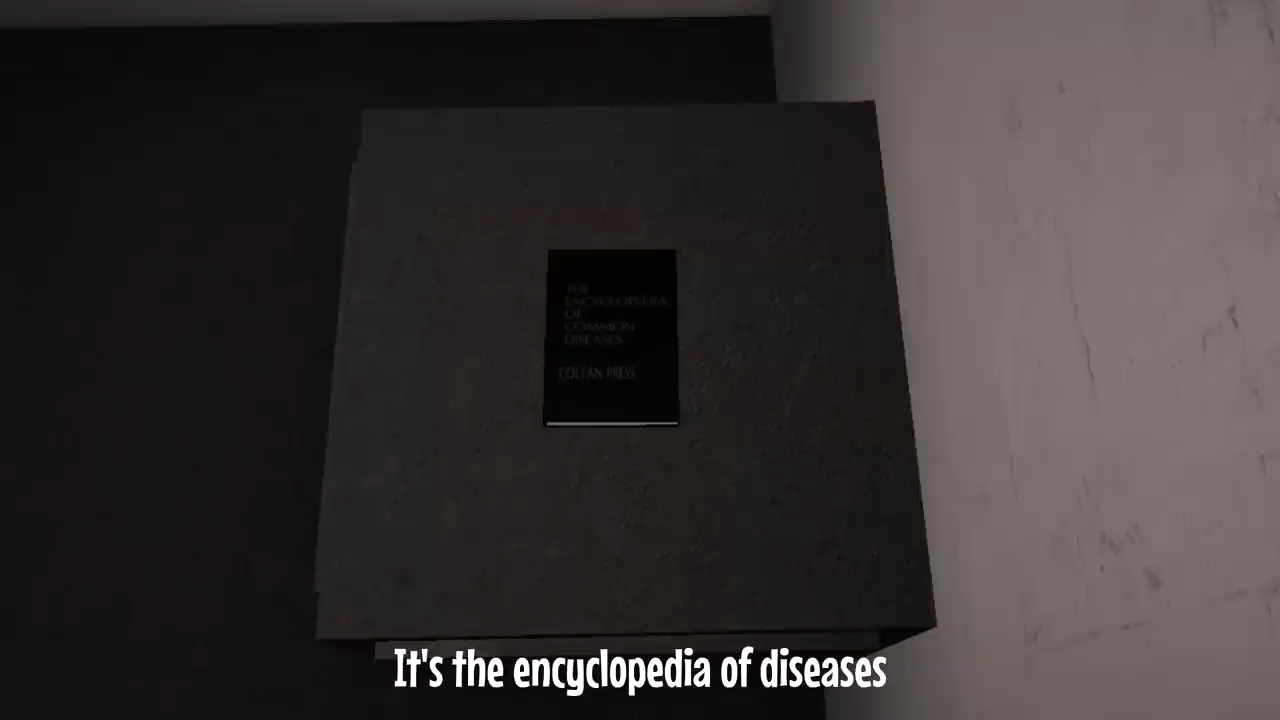 THE
ENCYCLOPEDIA
OF
COMMON
DISEASES
COLTAN PRESS
It's the encyclopedia of diseases